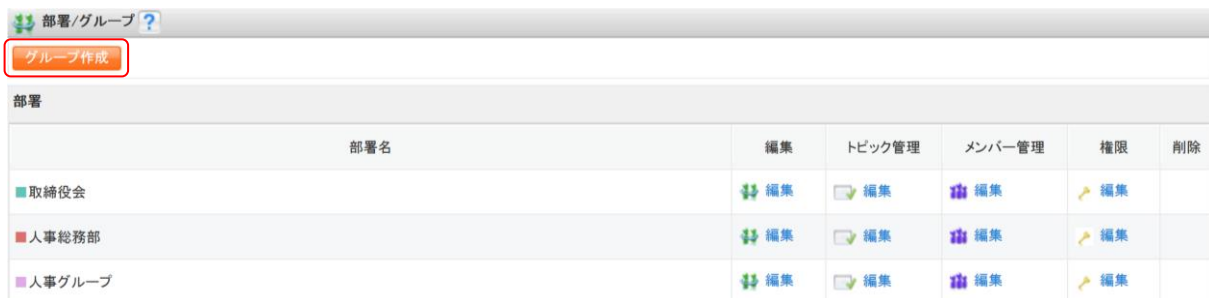 部署/グループ ?
グループ作成
部署
部署名 編集 トピック管理 メンバー管理 権限 削除
取締役会 編集 編集 編集 編集
人事総務部 編集 編集 編集 編集
人事グループ 編集 編集 編集 編集